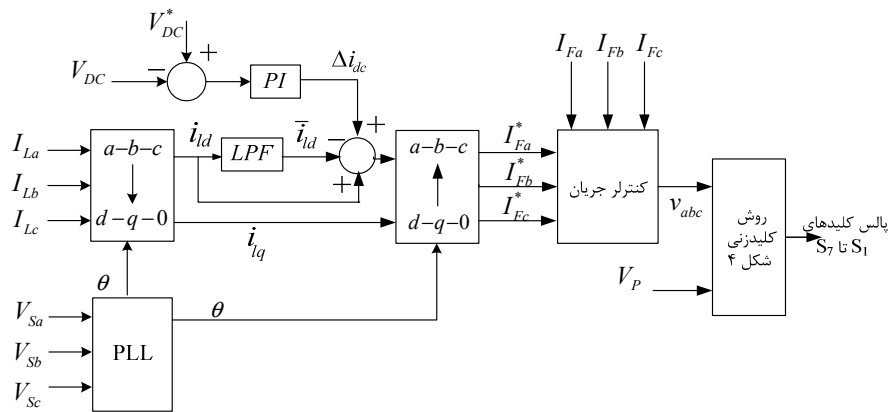 V*DC
+
−
VDC
PI
Δidc
IFa IFb IFc
ILa
ILb
ILc
a−b−c
d−q−0
ild
LPF
i̅ld
−
+
+
a−b−c
d−q−0
ilq
I*Fa
I*Fb
I*Fc
کنترلر جریان
vabc
VP
روش
کلیدزنی
شکل ۴
پالس کلیدهای
S1 تا S7
θ
θ
VSa
VSb
VSc
PLL